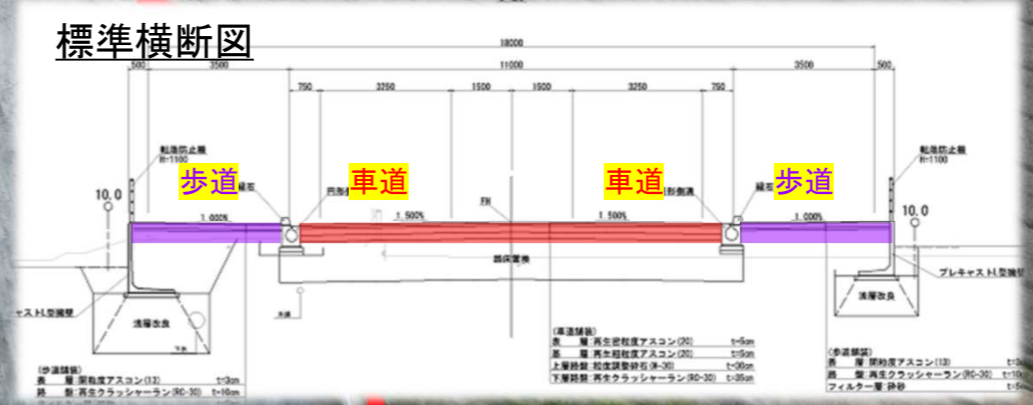 標準横断図
18000
500 3500 11000 3500 500
750 3250 1500 1500 3250 750
転落防止柵
H=1100
転落防止柵
H=1100
歩道 縁石 車道 車道 縁石 歩道
10.0 FH 10.0
1.000% 1.500% 1.500% 1.000%
路床置換
プレキャストL型擁壁
ャストL型擁壁
浅層改良
浅層改良
(車道舗装)
表 層:再生密粒度アスコン(20) t=5cm
基 層:再生粗粒度アスコン(20) t=5cm
上層路盤:粒度調整砕石(M-30) t=30cm
下層路盤:再生クラッシャーラン(RC-30) t=35cm
(歩道舗装)
表 層:開粒度アスコン(13) t=3cm
路 盤:再生クラッシャーラン(RC-30) t=10cm
(歩道舗装)
表 層:開粒度アスコン(13)
路 盤:再生クラッシャーラン(RC-30) t=10
フィルター層:砕砂